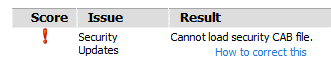 Score Issue Result
Security Updates Cannot load security CAB file.
How to correct this